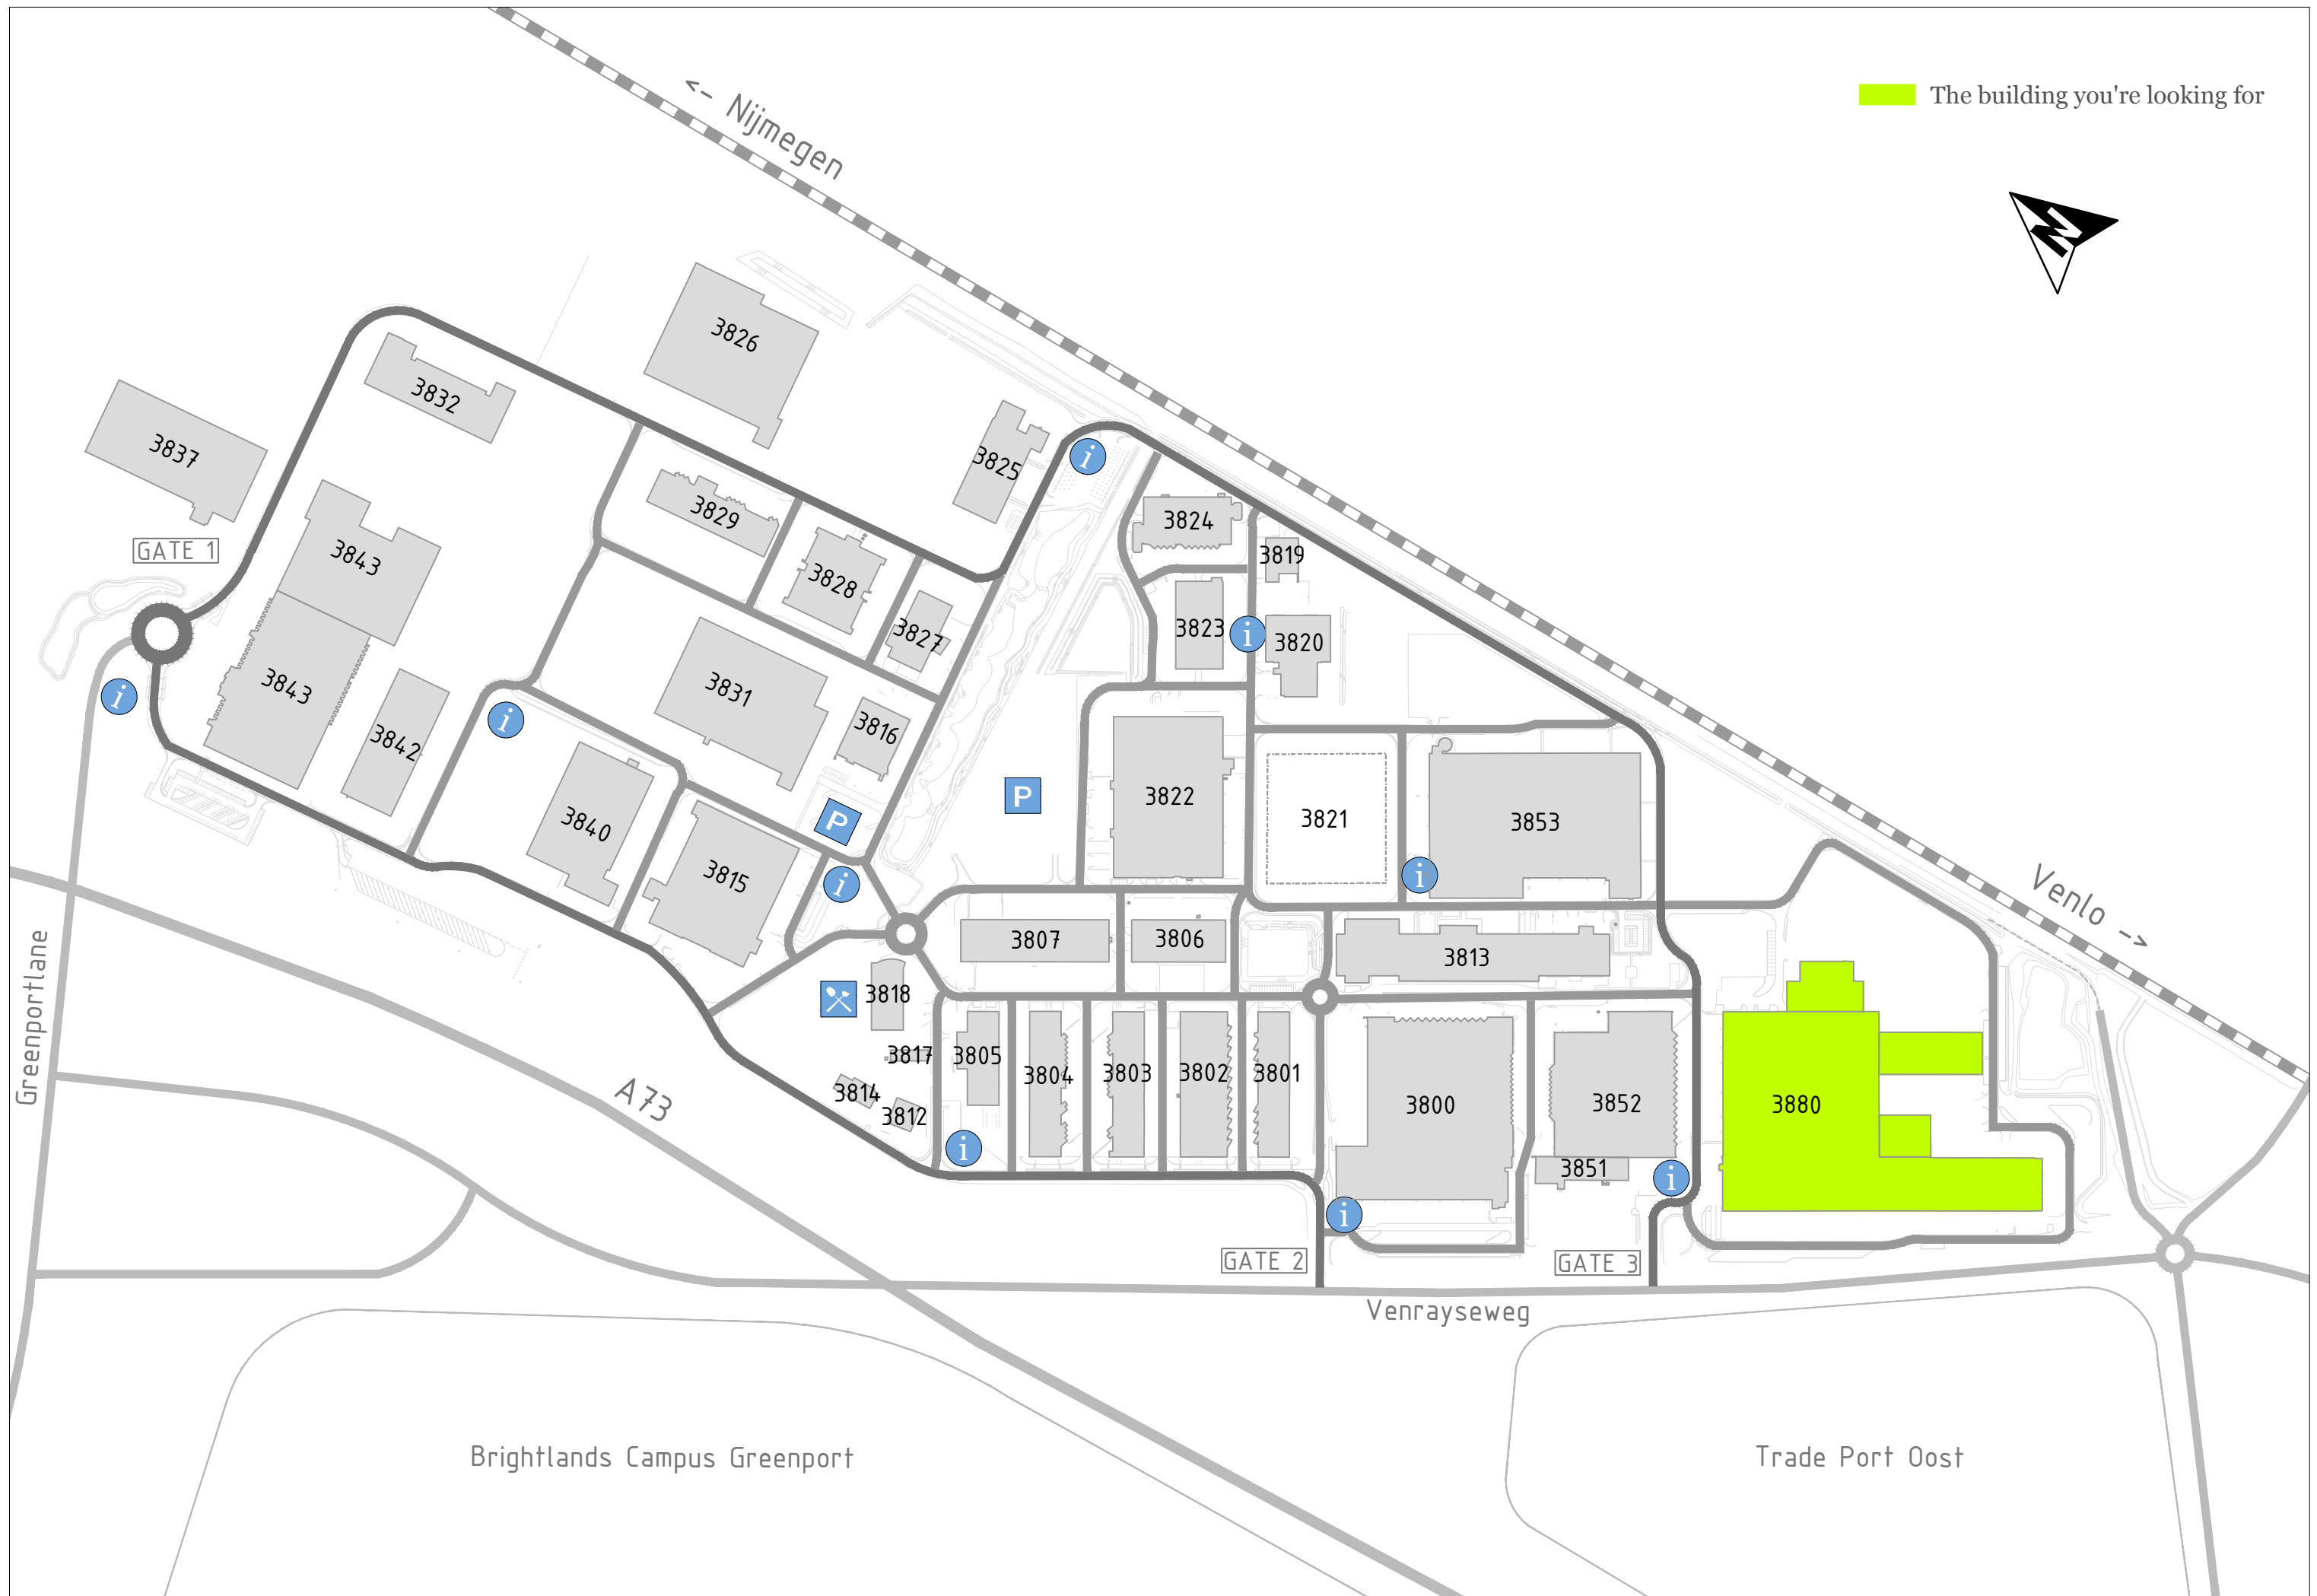 <- Nijmegen
The building you're looking for
N
3826
3832
3837
3825
3829
3824
GATE 1
3843
3819
3828
3823
3827
3820
3843
3831
3816
3842
3822
P
P
3821
3853
3840
3815
Venlo ->
3807
3806
3813
3818
Greenportlane
3817
3805
3804
3803
3802
3801
3800
3852
3880
3814
3812
A73
3851
i
i
i
i
i
i
i
i
i
GATE 2
GATE 3
Venrayseweg
Brightlands Campus Greenport
Trade Port Oost